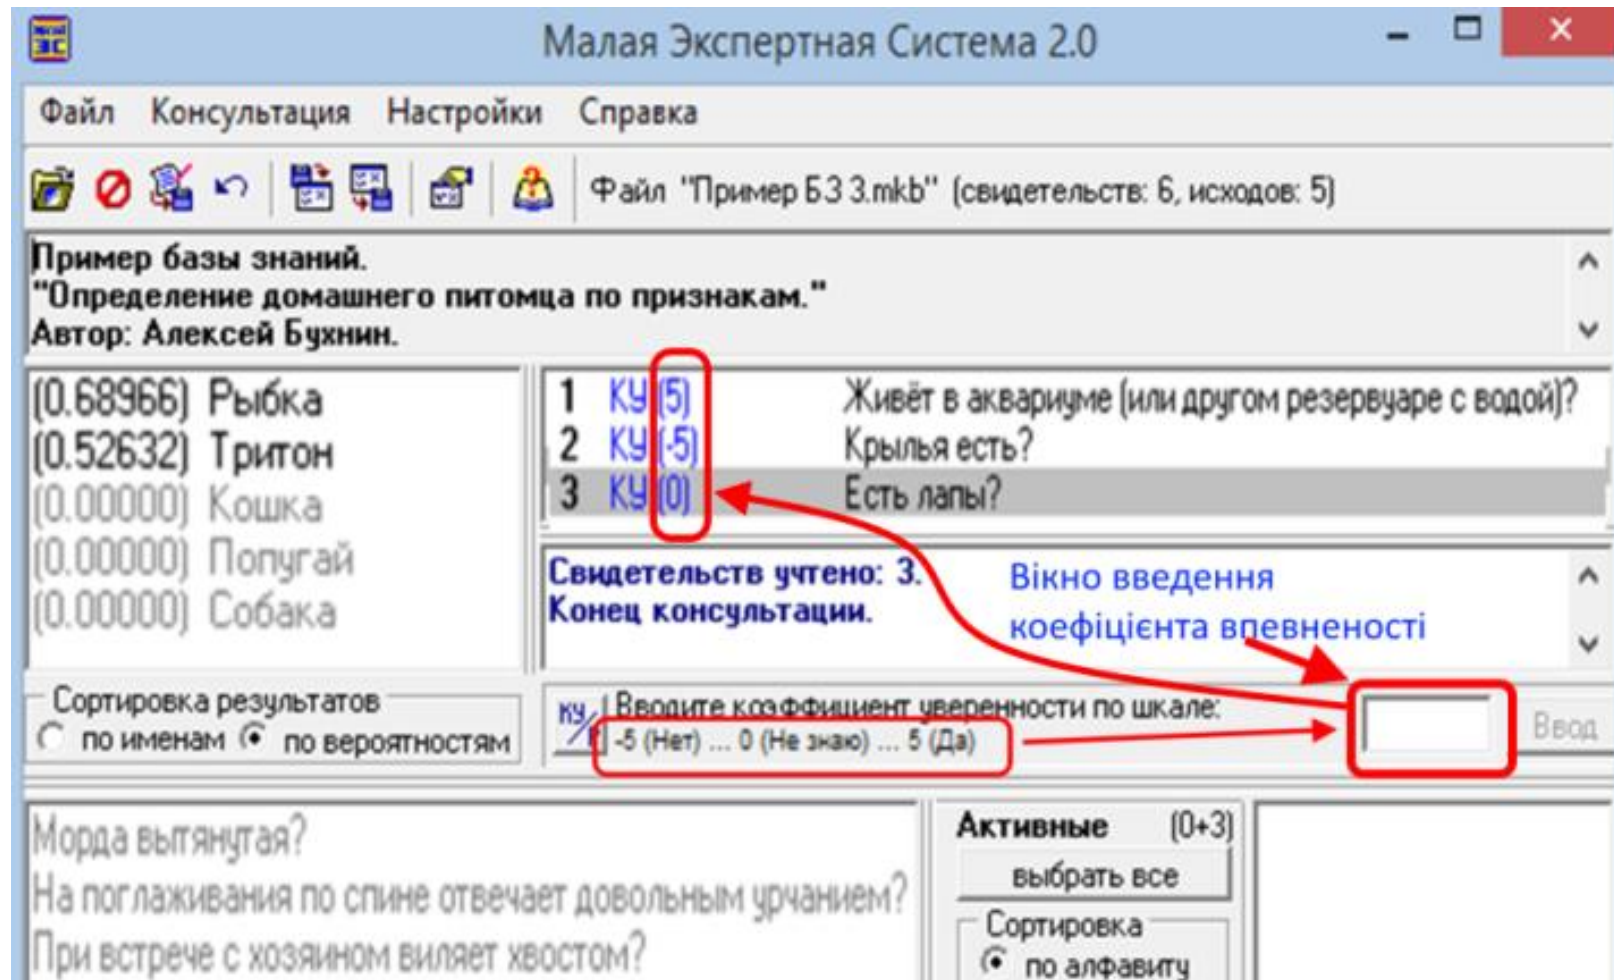 Малая Экспертная Система 2.0
Файл Консультация Настройки Справка
Файл "Пример БЗ 3.mkb" (свидетельств: 6, исходов: 5)
Пример базы знаний.
"Определение домашнего питомца по признакам."
Автор: Алексей Бухнин.
(0.68966) Рыбка
(0.52632) Тритон
(0.00000) Кошка
(0.00000) Попугай
(0.00000) Собака
1 КУ (5) Живёт в аквариуме (или другом резервуаре с водой)?
2 КУ (-5) Крылья есть?
3 КУ (0) Есть лапы?
Свидетельств учтено: 3.
Конец консультации.
Вікно введення
коефіцієнта впевненості
Сортировка результатов
по именам по вероятностям
КУ/
Вводите коэффициент уверенности по шкале:
-5 (Нет) ... 0 (Не знаю) ... 5 (Да)
Ввод
Морда вытянутая?
На поглаживания по спине отвечает довольным урчанием?
При встрече с хозяином виляет хвостом?
Активные (0+3)
выбрать все
Сортировка
по алфавиту